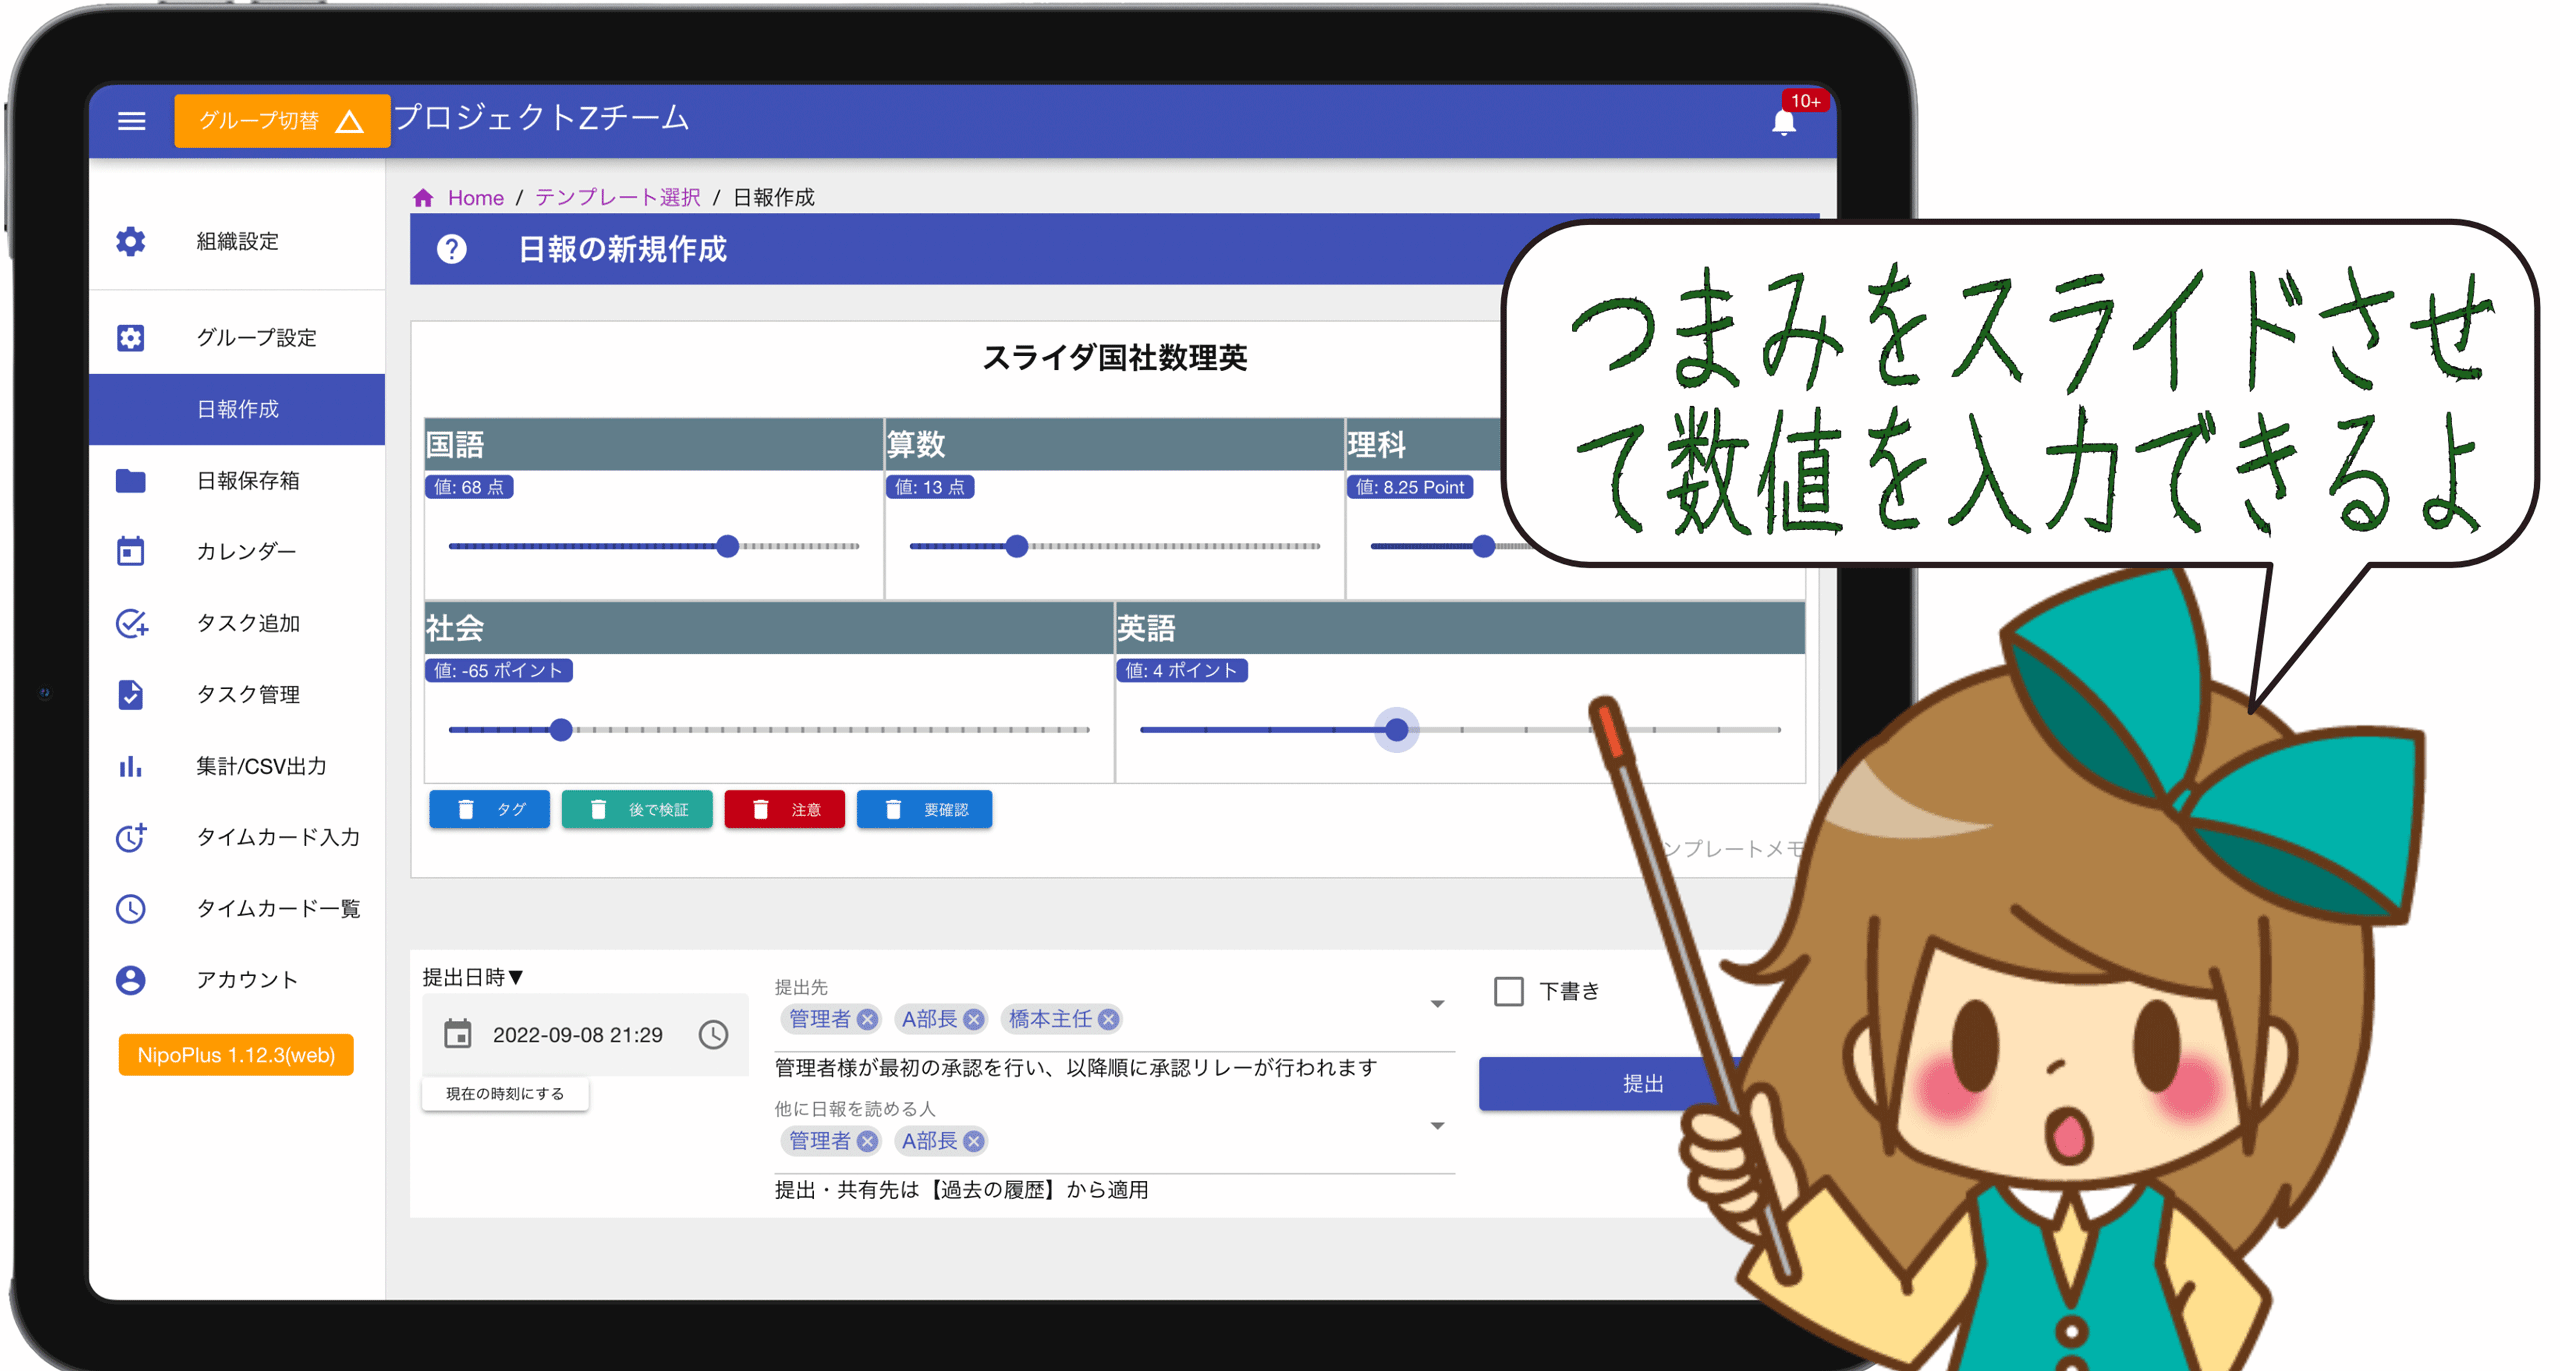 グループ切替
プロジェクトZチーム
10+
組織設定
グループ設定
日報作成
日報保存箱
カレンダー
タスク追加
タスク管理
集計/CSV出力
タイムカード入力
タイムカード一覧
アカウント
NipoPlus 1.12.3(web)
Home / テンプレート選択 / 日報作成
日報の新規作成
スライダ国社数理英
国語
値: 68 点
算数
値: 13 点
理科
値: 8.25 Point
社会
値: -65 ポイント
英語
値: 4 ポイント
タグ
後で検証
注意
要確認
ンプレートメモ
提出日時▼
2022-09-08 21:29
現在の時刻にする
提出先
管理者 A部長 橋本主任
管理者様が最初の承認を行い、以降順に承認リレーが行われます
他に日報を読める人
管理者 A部長
提出・共有先は【過去の履歴】から適用
下書き
提出
つまみをスライドさせ
て数値を入力できるよ